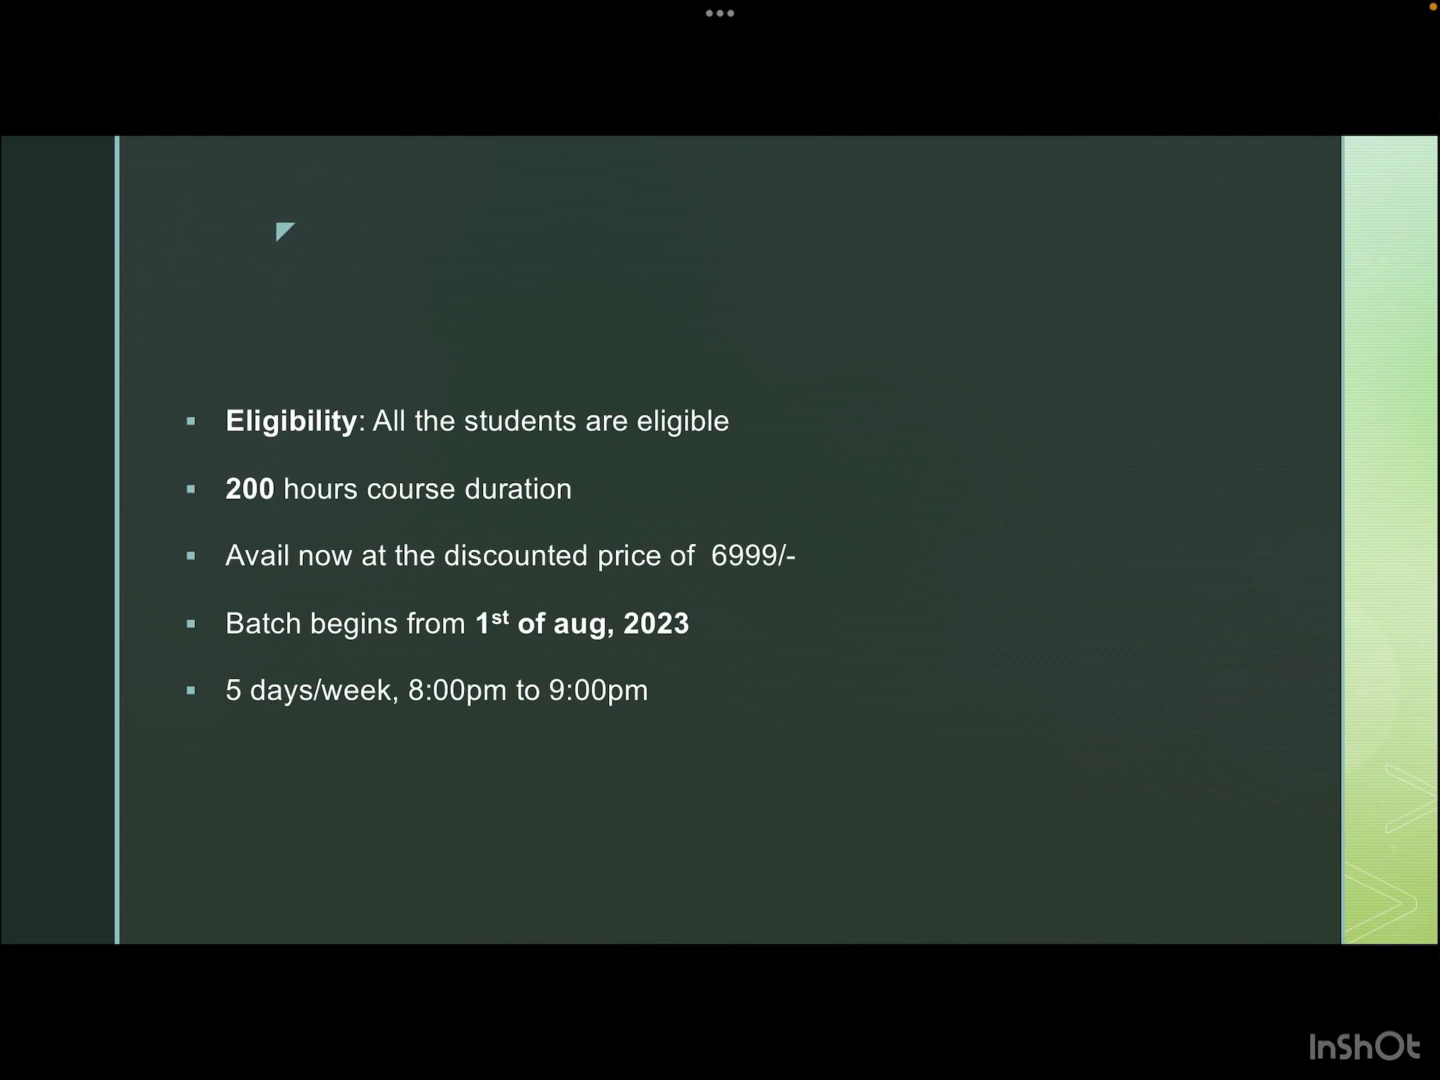 Eligibility: All the students are eligible
200 hours course duration
Avail now at the discounted price of  6999/-
Batch begins from 1st of aug, 2023
5 days/week, 8:00pm to 9:00pm
InShOt